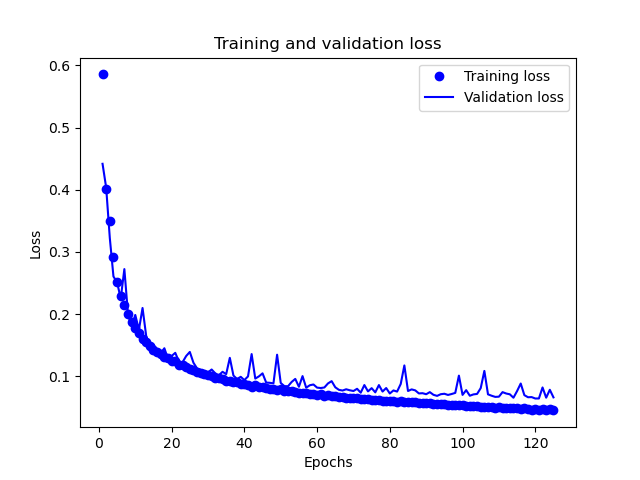 Training and validation loss
Training loss
Validation loss
Loss
0.6
0.5
0.4
0.3
0.2
0.1
0 20 40 60 80 100 120
Epochs